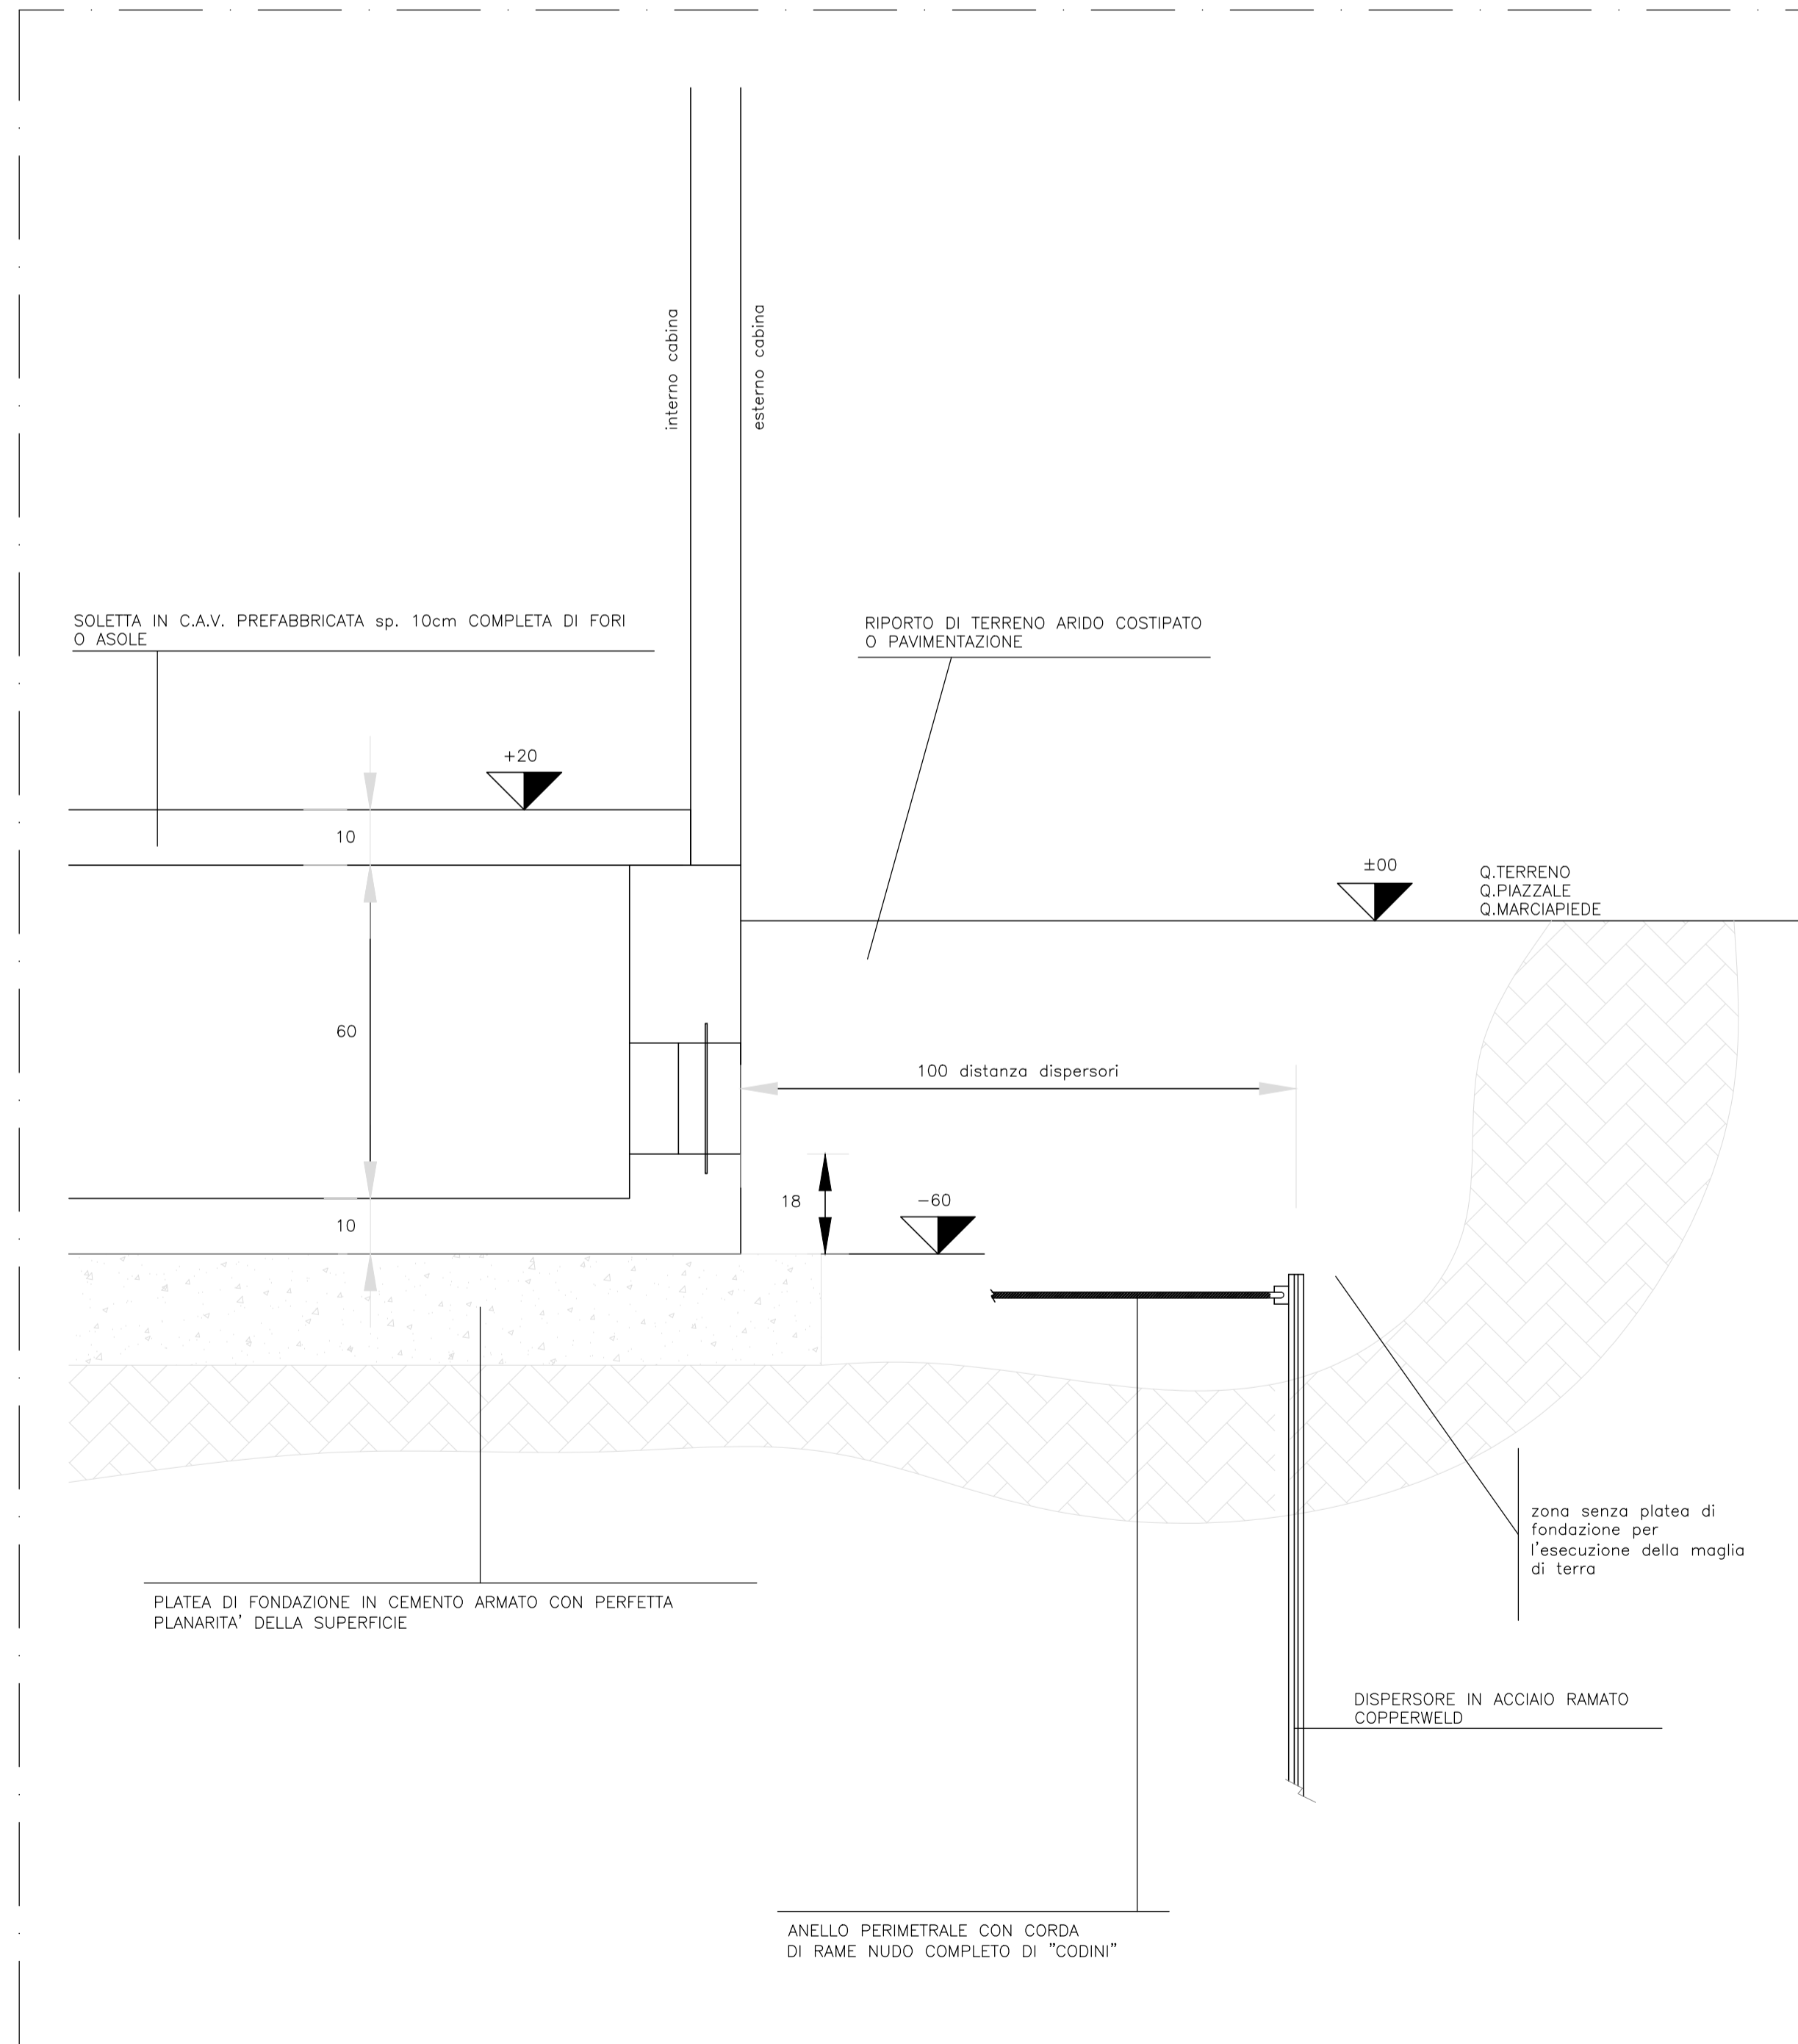 interno cabina
esterno cabina
SOLETTA IN C.A.V. PREFABBRICATA sp. 10cm COMPLETA DI FORI
O ASOLE
RIPORTO DI TERRENO ARIDO COSTIPATO
O PAVIMENTAZIONE
+20
10
±00
Q.TERRENO
Q.PIAZZALE
Q.MARCIAPIEDE
60
100 distanza dispersori
18
-60
10
zona senza platea di
fondazione per
l'esecuzione della maglia
di terra
PLATEA DI FONDAZIONE IN CEMENTO ARMATO CON PERFETTA
PLANARITA' DELLA SUPERFICIE
DISPERSORE IN ACCIAIO RAMATO
COPPERWELD
ANELLO PERIMETRALE CON CORDA
DI RAME NUDO COMPLETO DI "CODINI"